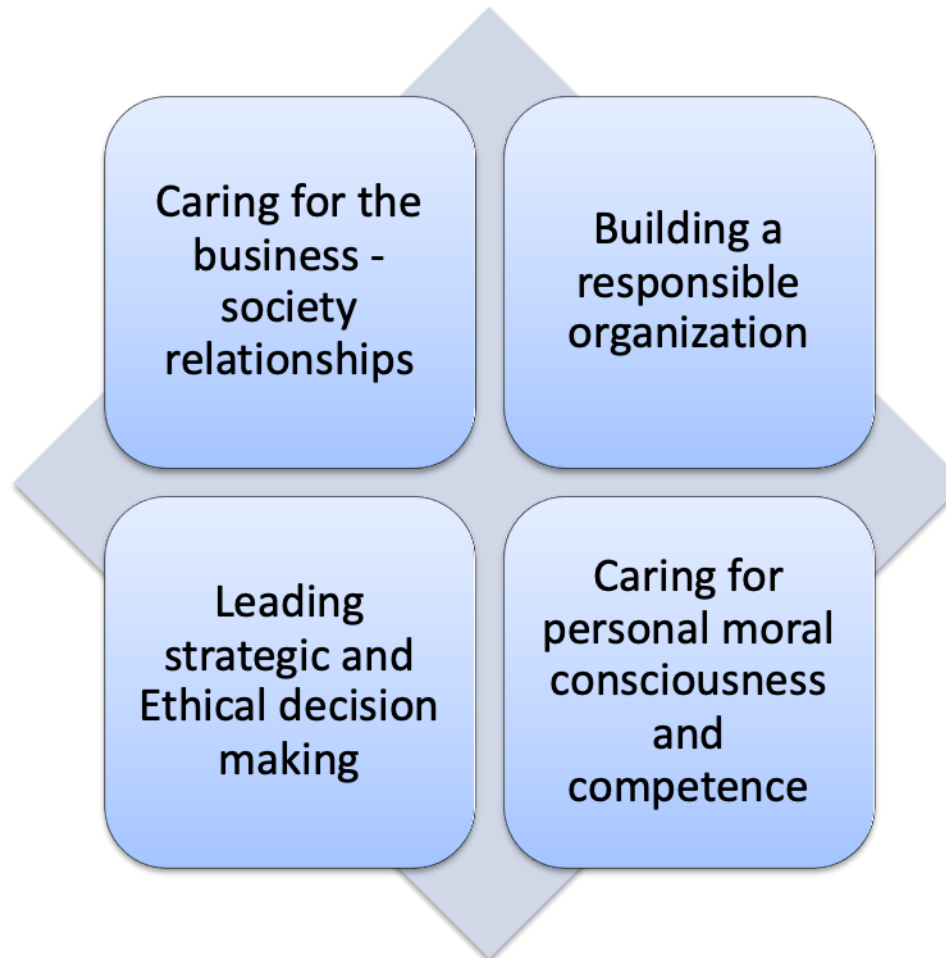 Caring for the
business -
society
relationships
Building a
responsible
organization
Leading
strategic and
Ethical decision
making
Caring for
personal moral
consciousness
and
competence